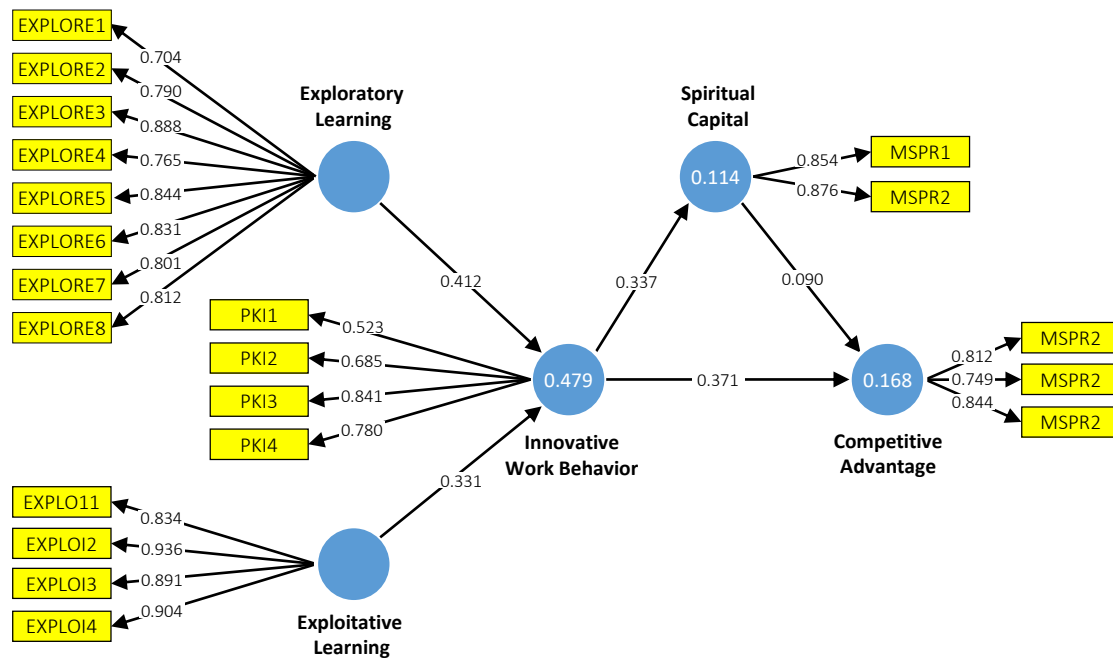 EXPLORE1
EXPLORE2
EXPLORE3
EXPLORE4
EXPLORE5
EXPLORE6
EXPLORE7
EXPLORE8
0.704
0.790
0.888
0.765
0.844
0.831
0.801
0.812
Exploratory
Learning
0.412
PKI1
PKI2
PKI3
PKI4
0.523
0.685
0.841
0.780
0.479
Innovative
Work Behavior
0.331
EXPLO11
EXPLOI2
EXPLOI3
EXPLOI4
0.834
0.936
0.891
0.904
Exploitative
Learning
Spiritual
Capital
0.114
0.854
0.876
MSPR1
MSPR2
0.337
0.090
0.371
0.168
Competitive
Advantage
0.812
0.749
0.844
MSPR2
MSPR2
MSPR2